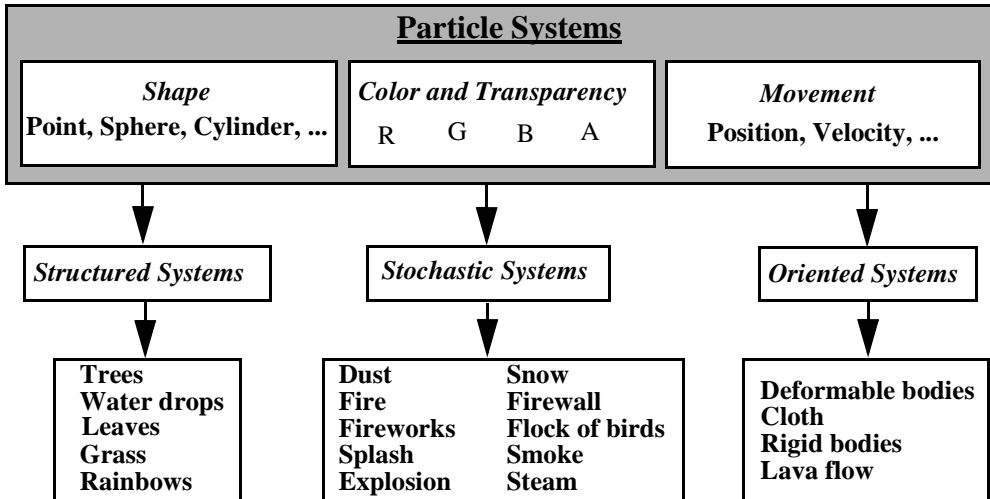 Particle Systems
Shape
Point, Sphere, Cylinder, ...
Color and Transparency
R G B A
Movement
Position, Velocity, ...
Structured Systems
Stochastic Systems
Oriented Systems
Trees
Water drops
Leaves
Grass
Rainbows
Dust Snow
Fire Firewall
Fireworks Flock of birds
Splash Smoke
Explosion Steam
Deformable bodies
Cloth
Rigid bodies
Lava flow